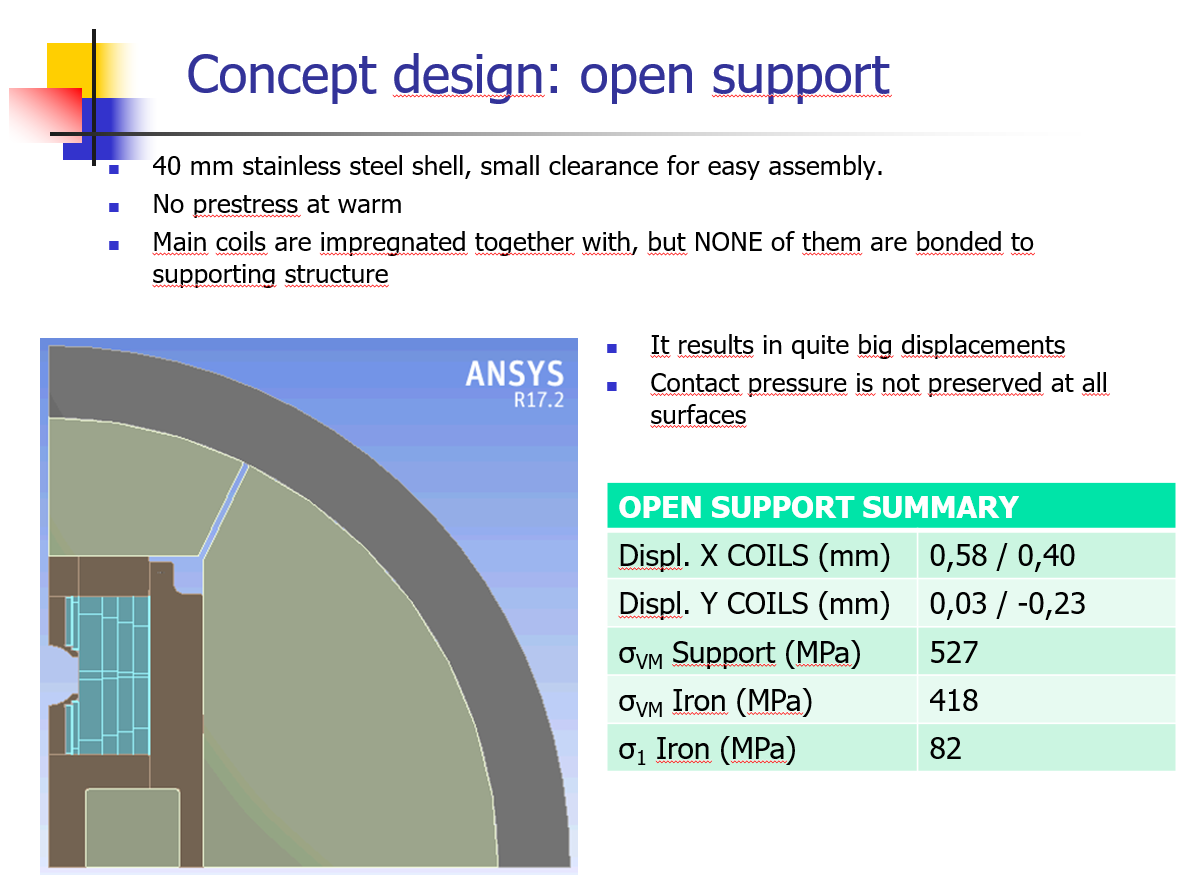 Concept design: open support
40 mm stainless steel shell, small clearance for easy assembly.
No prestress at warm
Main coils are impregnated together with, but NONE of them are bonded to
supporting structure
ANSYS
R17.2
It results in quite big displacements
Contact pressure is not preserved at all
surfaces
OPEN SUPPORT SUMMARY
Displ. X COILS (mm) 0,58 / 0,40
Displ. Y COILS (mm) 0,03 / -0,23
σVM Support (MPa) 527
σVM Iron (MPa) 418
σ1 Iron (MPa) 82